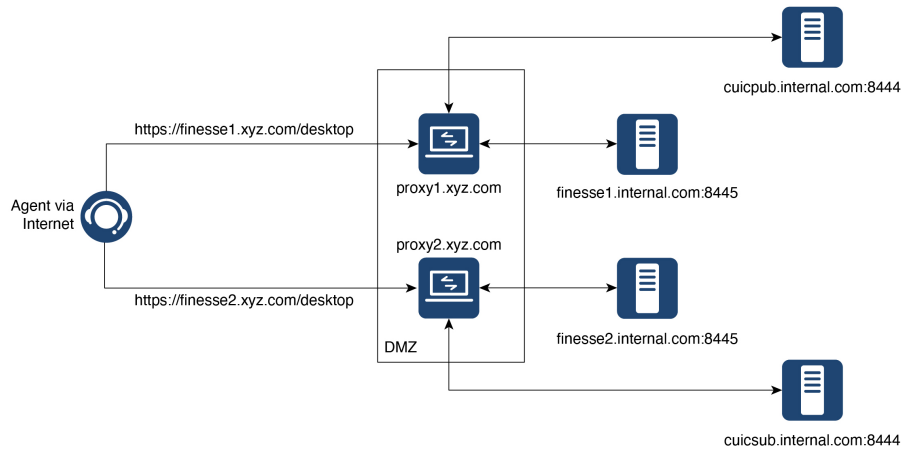 cuicpub.internal.com:8444
https://finesse1.xyz.com/desktop
proxy1.xyz.com
finesse1.internal.com:8445
Agent via
Internet
proxy2.xyz.com
https://finesse2.xyz.com/desktop
finesse2.internal.com:8445
DMZ
cuicsub.internal.com:8444